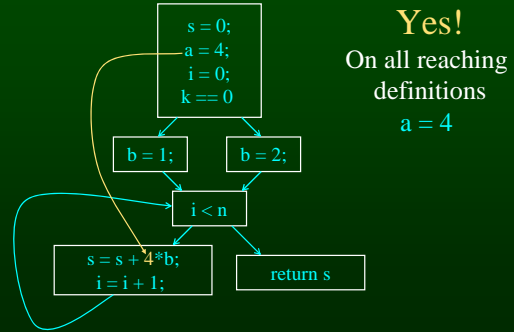 s = 0;
a = 4;
i = 0;
k == 0
b = 1;
b = 2;
i < n
s = s + 4*b;
i = i + 1;
return s
Yes!
On all reaching
definitions
a = 4